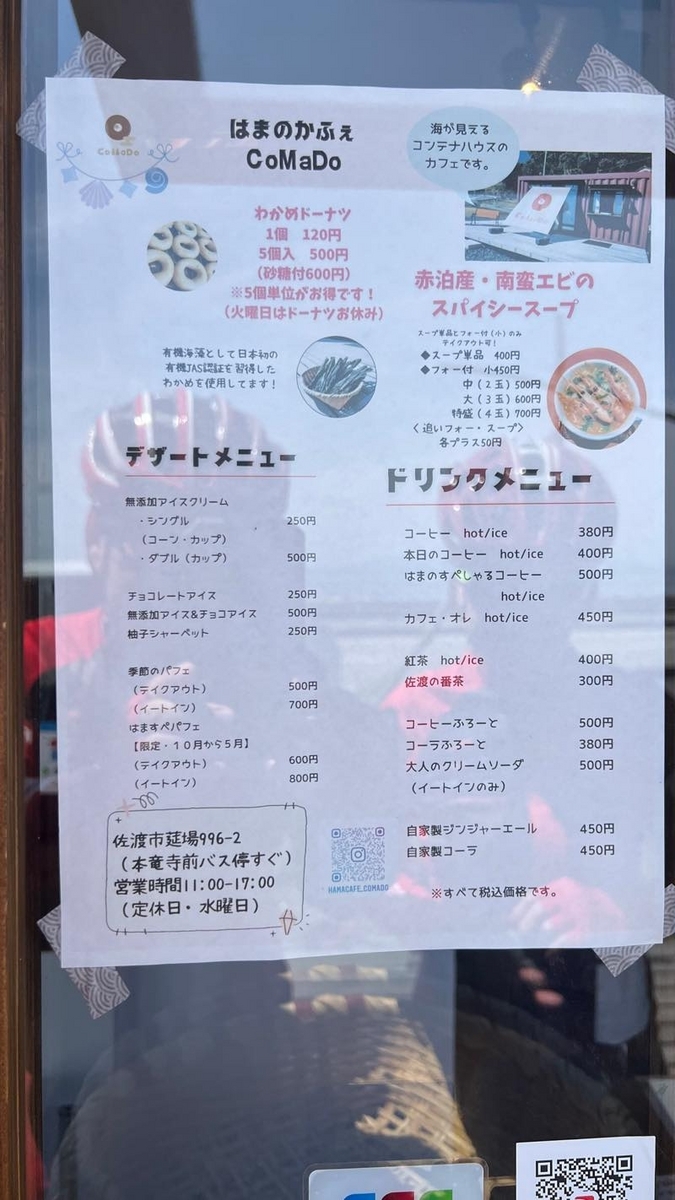 CoMaDo
はまのかふぇ
CoMaDo
海が見える
コンテナハウスの
カフェです。
わかめドーナツ
1個 120円
5個入 500円
(砂糖付600円)
※5個単位がお得です！
(火曜日はドーナツお休み)
有機海藻として日本初の
有機JAS認証を習得した
わかめを使用してます！
赤泊産・南蛮エビの
スパイシースープ
スープ単品とフォー付(小)のみ
テイクアウト可！
◆スープ単品 400円
◆フォー付 小450円
中(2玉)500円
大(3玉)600円
特盛(4玉)700円
〈追いフォー・スープ〉
各プラス50円
デザートメニュー
無添加アイスクリーム
・シングル 250円
(コーン・カップ)
・ダブル(カップ) 500円
チョコレートアイス 250円
無添加アイス&チョコアイス 500円
柚子シャーベット 250円
季節のパフェ
(テイクアウト) 500円
(イートイン) 700円
はますぺパフェ
【限定・10月から5月】
(テイクアウト) 600円
(イートイン) 800円
ドリンクメニュー
コーヒー hot/ice 380円
本日のコーヒー hot/ice 400円
はまのすぺしゃるコーヒー 500円
hot/ice
カフェ・オレ hot/ice 450円
紅茶 hot/ice 400円
佐渡の番茶 300円
コーヒーふろーと 500円
コーラふろーと 380円
大人のクリームソーダ 500円
(イートインのみ)
自家製ジンジャーエール 450円
自家製コーラ 450円
※すべて税込価格です。
佐渡市莚場996-2
(本竜寺前バス停すぐ)
営業時間11:00-17:00
(定休日・水曜日)
HAMACAFE_COMADO